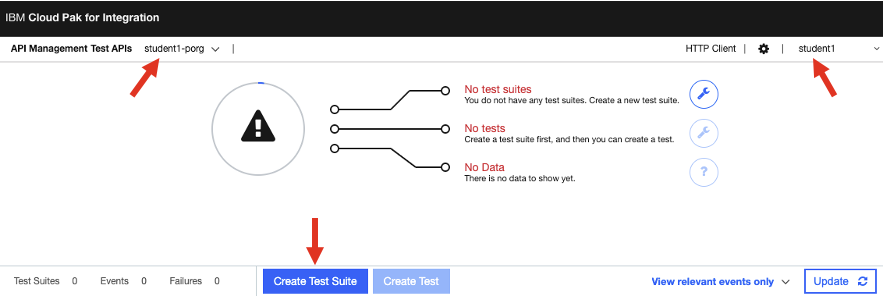 IBM Cloud Pak for Integration
API Management Test APIs student1-porg | HTTP Client | | student1
No test suites
You do not have any test suites. Create a new test suite.
No tests
Create a test suite first, and then you can create a test.
No Data
There is no data to show yet.
?
Test Suites 0 Events 0 Failures 0 Create Test Suite Create Test View relevant events only Update